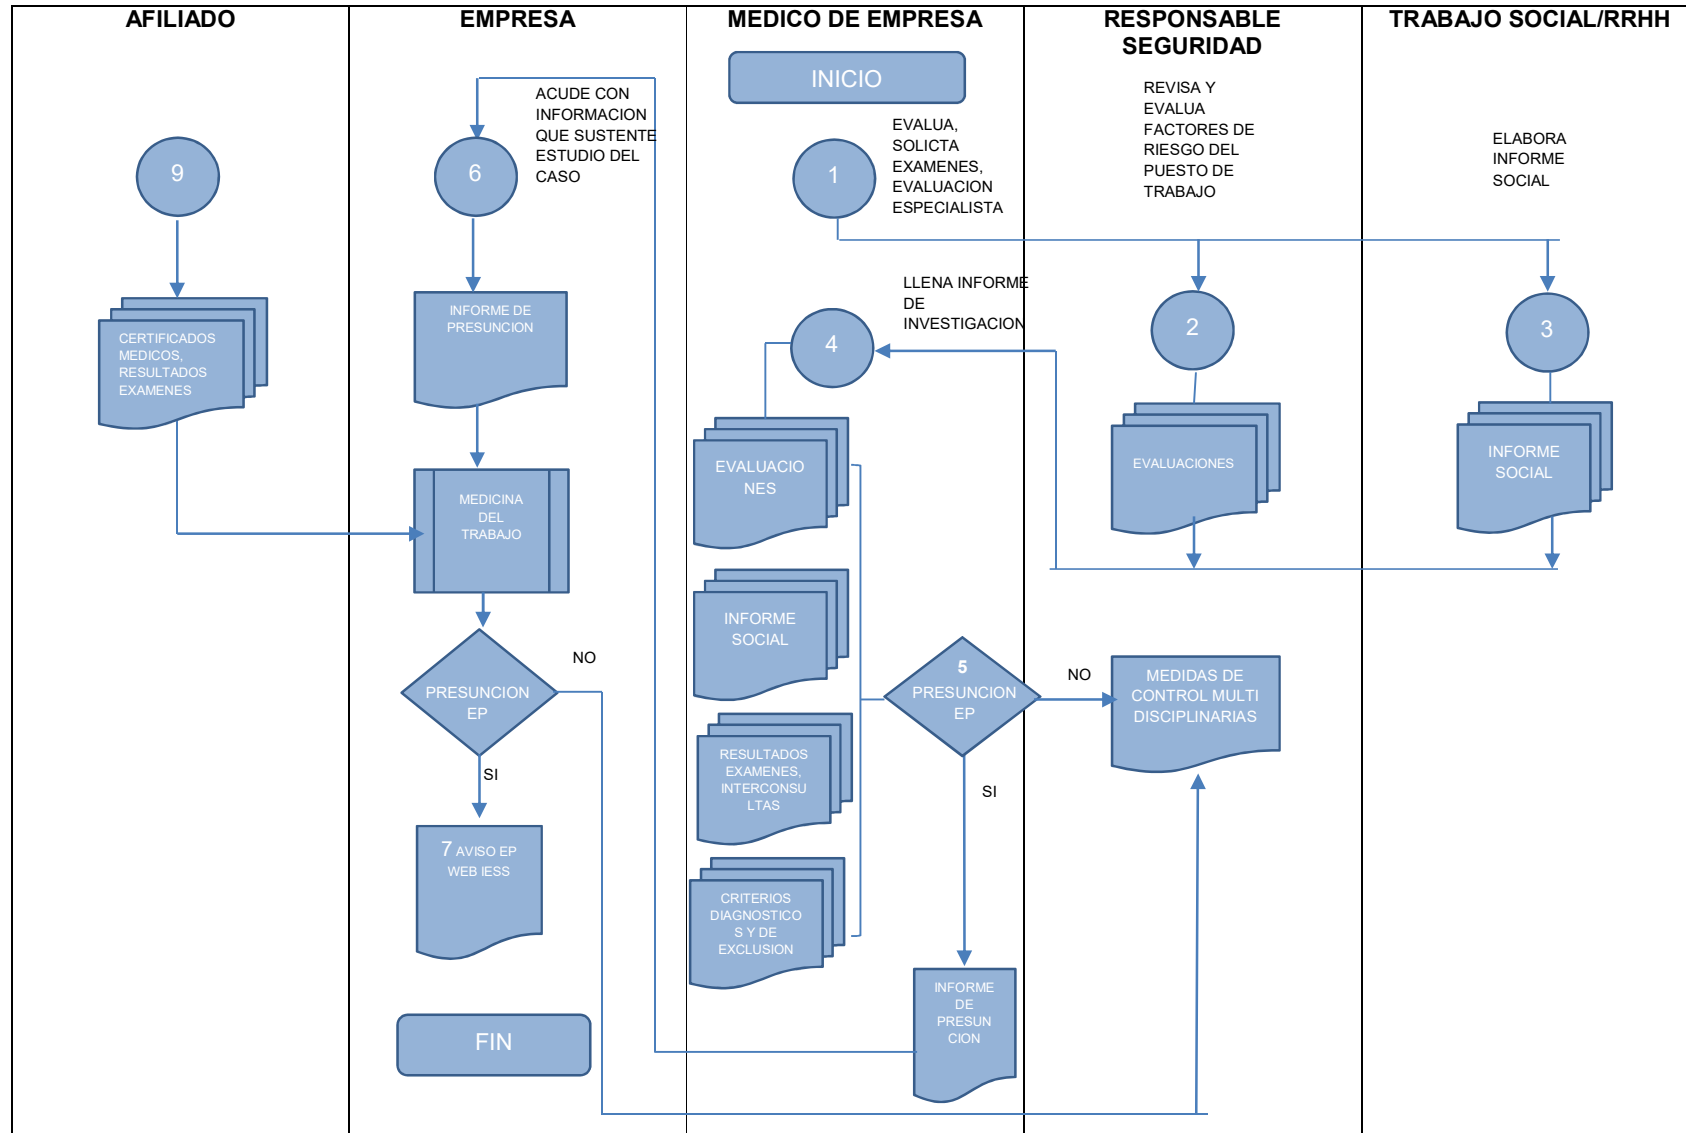 AFILIADO
EMPRESA
MEDICO DE EMPRESA
RESPONSABLE
SEGURIDAD
TRABAJO SOCIAL/RRHH
9
CERTIFICADOS
MEDICOS,
RESULTADOS
EXAMENES
ACUDE CON
INFORMACION
QUE SUSTENTE
ESTUDIO DEL
CASO
6
INFORME DE
PRESUNCION
MEDICINA
DEL
TRABAJO
PRESUNCION
EP
NO
SI
7 AVISO EP
WEB IESS
FIN
INICIO
1
EVALUA,
SOLICTA
EXAMENES,
EVALUACION
ESPECIALISTA
LLENA INFORME
DE
INVESTIGACION
4
EVALUACIO
NES
INFORME
SOCIAL
RESULTADOS
EXAMENES,
INTERCONSU
LTAS
CRITERIOS
DIAGNOSTICO
S Y DE
EXCLUSION
5
PRESUNCION
EP
NO
SI
INFORME
DE
PRESUN
CION
REVISA Y
EVALUA
FACTORES DE
RIESGO DEL
PUESTO DE
TRABAJO
2
EVALUACIONES
MEDIDAS DE
CONTROL MULTI
DISCIPLINARIAS
ELABORA
INFORME
SOCIAL
3
INFORME
SOCIAL